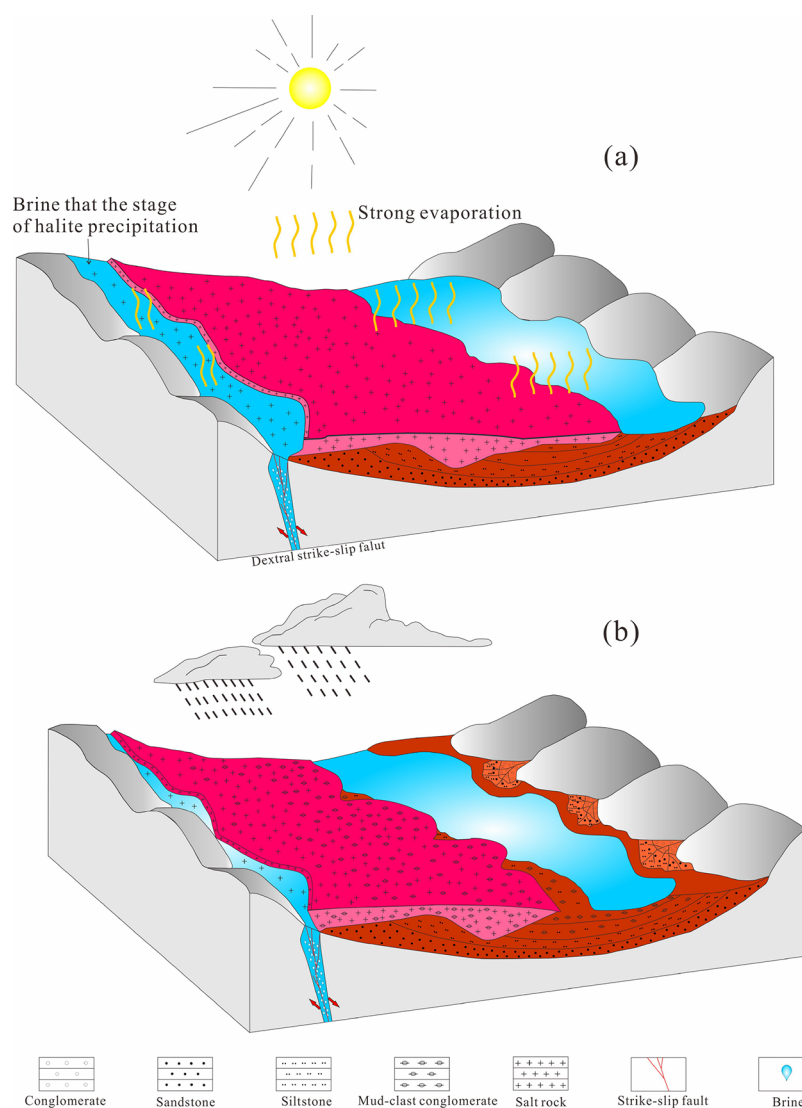 (a)
Brine that the stage
of halite precipitation
Strong evaporation
Dextral strike-slip falut
(b)
Conglomerate
Sandstone
Siltstone
Mud-clast conglomerate
Salt rock
Strike-slip fault
Brine